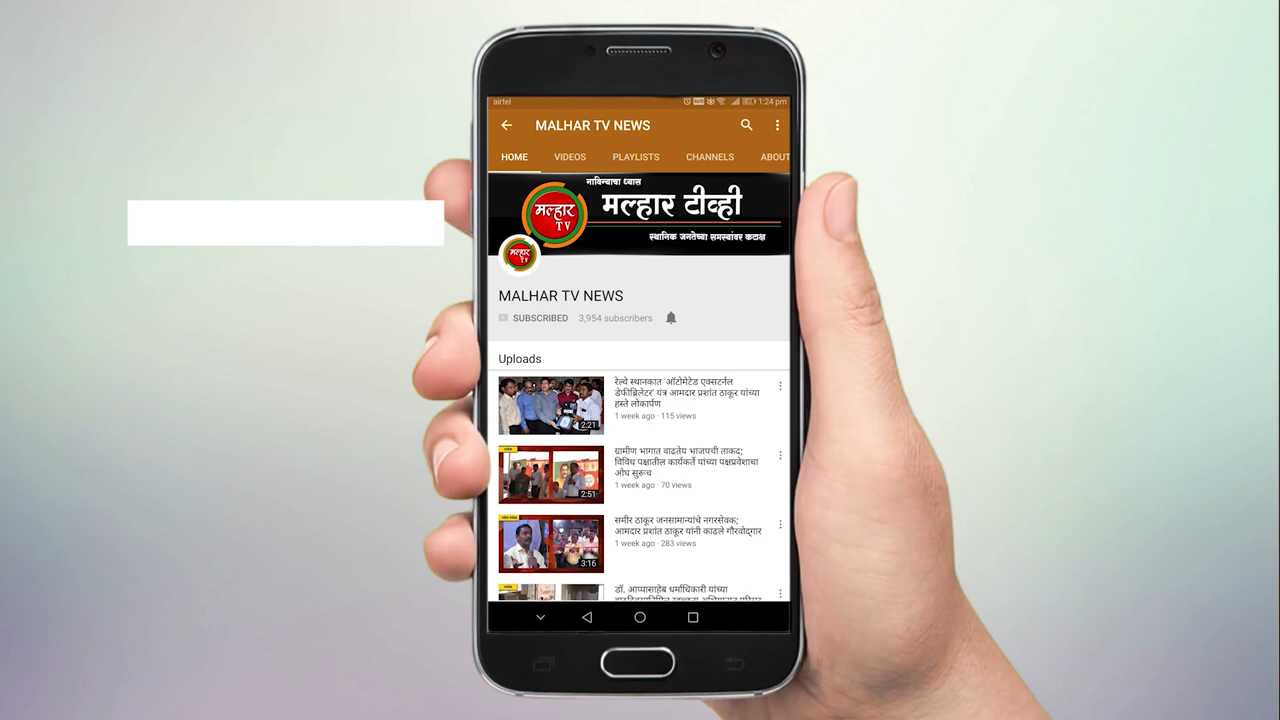 airtel
1:24 pm
MALHAR TV NEWS
HOME VIDEOS PLAYLISTS CHANNELS ABOUT
नाविन्याचा ध्यास
मल्हार टीव्ही
स्थानिक जनतेच्या समस्यांवर कटाक्ष
मल्हार
TV
मल्हार
TV
MALHAR TV NEWS
SUBSCRIBED 3,954 subscribers
Uploads
रेल्वे स्थानकात 'ऑटोमेटेड एक्सटर्नल
डेफीब्रिलेटर' यंत्र आमदार प्रशांत ठाकूर यांच्या
हस्ते लोकार्पण
1 week ago · 115 views
2:21
ग्रामीण भागात वाढतेय भाजपची ताकद;
विविध पक्षातील कार्यकर्ते यांच्या पक्षप्रवेशाचा
ओघ सुरूच
1 week ago · 70 views
2:51
समीर ठाकूर जनसामान्यांचे नगरसेवक;
आमदार प्रशांत ठाकूर यांनी काढले गौरवोद्गार
1 week ago · 283 views
3:16
डॉ. आप्पासाहेब धर्माधिकारी यांच्या